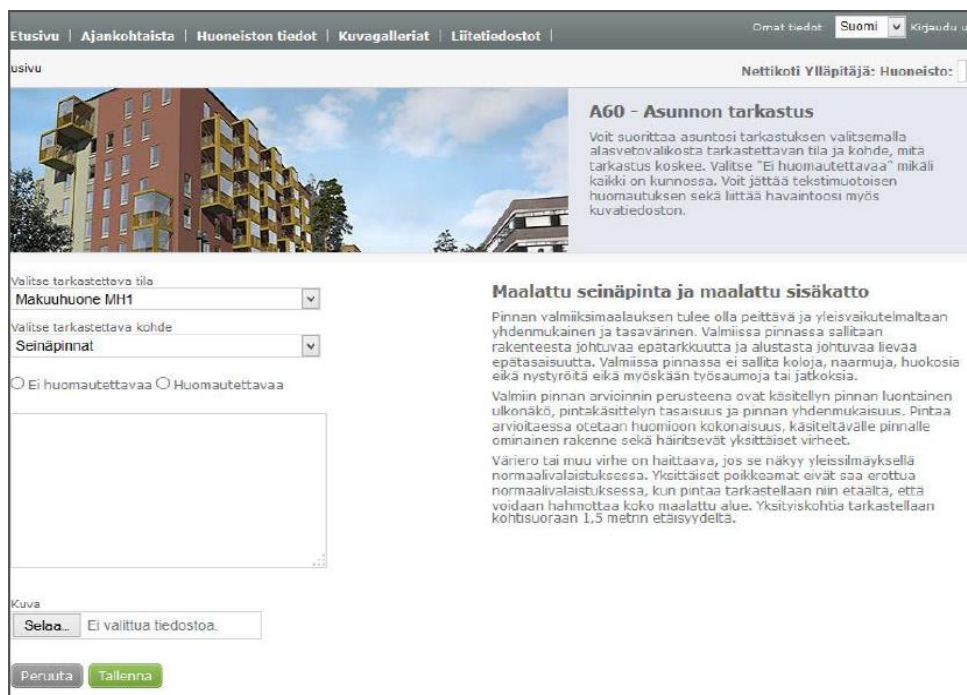 Etusivu | Ajankohtaista | Huoneiston tiedot | Kuvagalleriat | Liitetiedostot |
Omat tiedot Suomi Kirjaudu u
usivu
Nettikoti Ylläpitäjä: Huoneisto:
A60 - Asunnon tarkastus
Voit suorittaa asuntosi tarkastuksen valitsemalla
alasvetovalikosta tarkastettavan tila ja kohde, mitä
tarkastus koskee. Valitse "Ei huomautettavaa" mikäli
kaikki on kunnossa. Voit jättää tekstimuotoisen
huomautuksen sekä liittää havaintoosi myös
kuvatiedoston.
Valitse tarkastettava tila
Makuuhuone MH1
Valitse tarkastettava kohde
Seinäpinnat
Ei huomautettavaa Huomautettavaa
Kuva
Selaa... Ei valittua tiedostoa.
Peruuta Tallenna
Maalattu seinäpinta ja maalattu sisäkatto
Pinnan valmiiksimaalauksen tulee olla peittävä ja yleisvaikutelmaltaan
yhdenmukainen ja tasavärinen. Valmiissa pinnassa sallitaan
rakenteesta johtuvaa epätarkkuutta ja alustasta johtuvaa lievää
epätasaisuutta. Valmiissa pinnassa ei sallita koloja, naarmuja, huokosia
eikä nystyröitä eikä myöskään työsaumoja tai jatkoksia.
Valmiin pinnan arvioinnin perusteena ovat käsitellyn pinnan luontainen
ulkonäkö, pintakäsittelyn tasaisuus ja pinnan yhdenmukaisuus. Pintaa
arvioitaessa otetaan huomioon kokonaisuus, käsiteltävälle pinnalle
ominainen rakenne sekä häiritsevät yksittäiset virheet.
Väriero tai muu virhe on haittaava, jos se näkyy yleissilmäyksellä
normaalivalaistuksessa. Yksittäiset poikkeamat eivät saa erottua
normaalivalaistuksessa, kun pintaa tarkastellaan niin etäältä, että
voidaan hahmottaa koko maalattu alue. Yksityiskohtia tarkastellaan
kohtisuoraan 1,5 metrin etäisyydeltä.